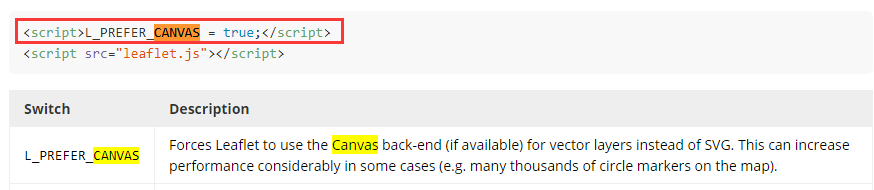 <script>L_PREFER_CANVAS = true;</script>
<script src="leaflet.js"></script>
Switch Description
L_PREFER_CANVAS Forces Leaflet to use the Canvas back-end (if available) for vector layers instead of SVG. This can increase
performance considerably in some cases (e.g. many thousands of circle markers on the map).